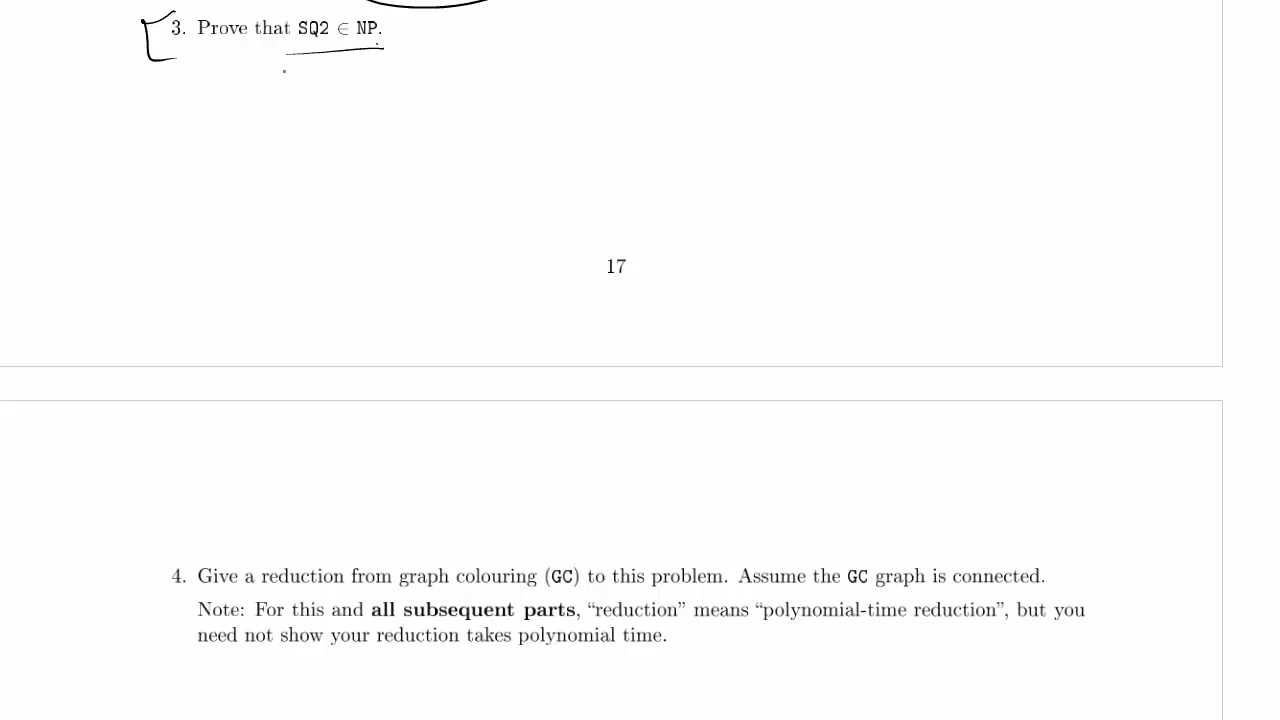 3. Prove that SQ2 ∈ NP.
17
4. Give a reduction from graph colouring (GC) to this problem. Assume the GC graph is connected.
Note: For this and all subsequent parts, “reduction” means “polynomial-time reduction”, but you
need not show your reduction takes polynomial time.